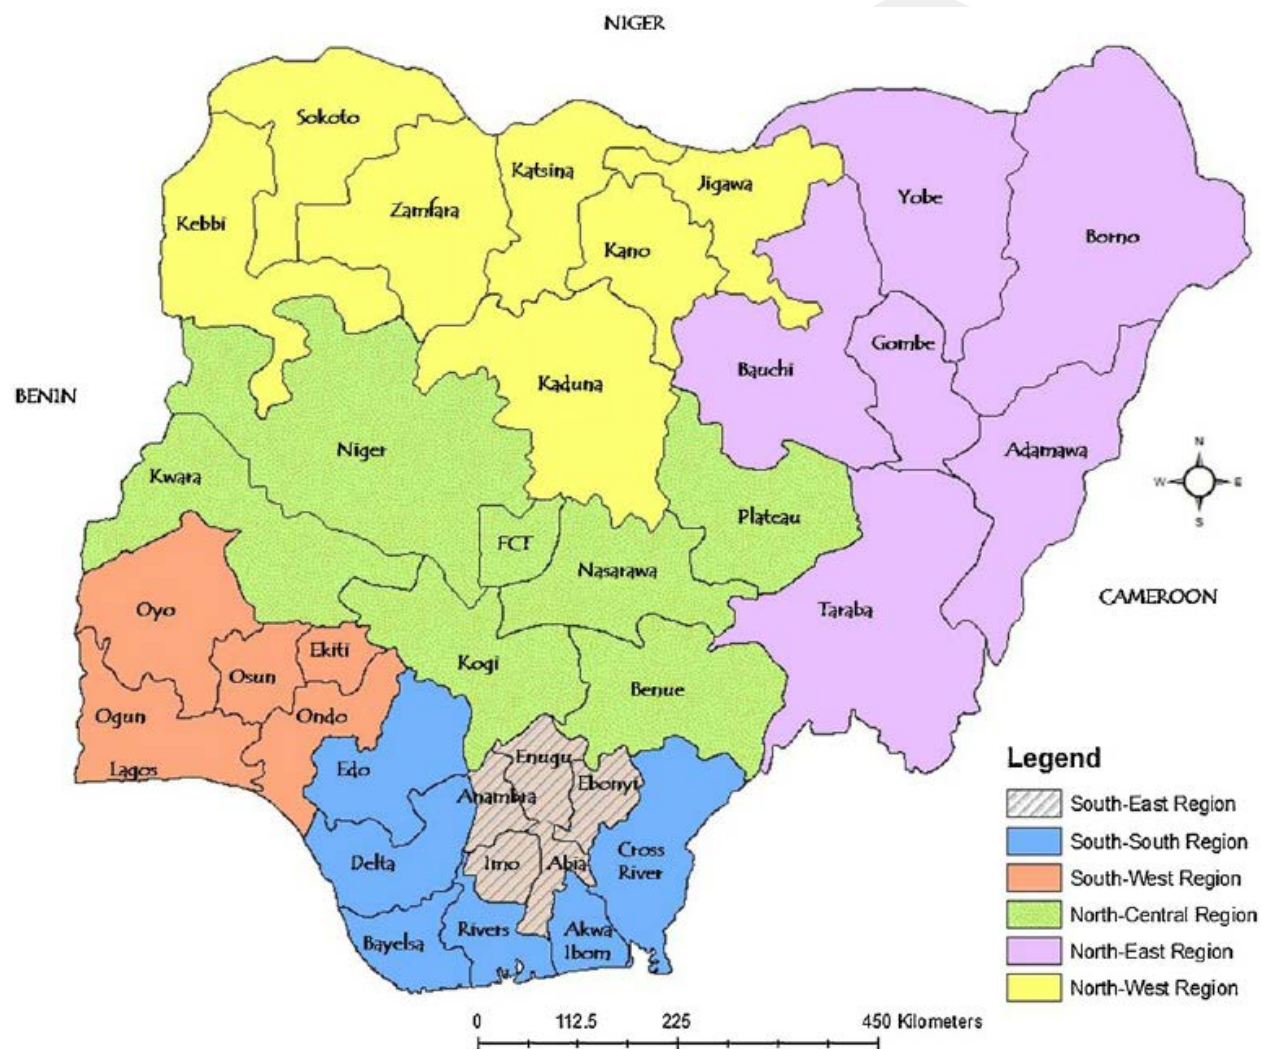 NIGER
Sokoto
Katsina
Jigawa
Kebbi
Zamfara
Kano
Yobe
Borno
Gombe
Bauchi
Kaduna
BENIN
Niger
Adamawa
Kwara
Plateau
FCT
Nasarawa
N
W E
S
CAMEROON
Oyo
Taraba
Ekiti
Osun
Kogi
Benue
Ogun
Ondo
Lagos
Edo
Enugu
Ebonyi
Anambra
Delta
Imo
Abia
Cross
River
Bayelsa
Rivers
Akwa
Ibom
Legend
South-East Region
South-South Region
South-West Region
North-Central Region
North-East Region
North-West Region
0 112.5 225 450 Kilometers